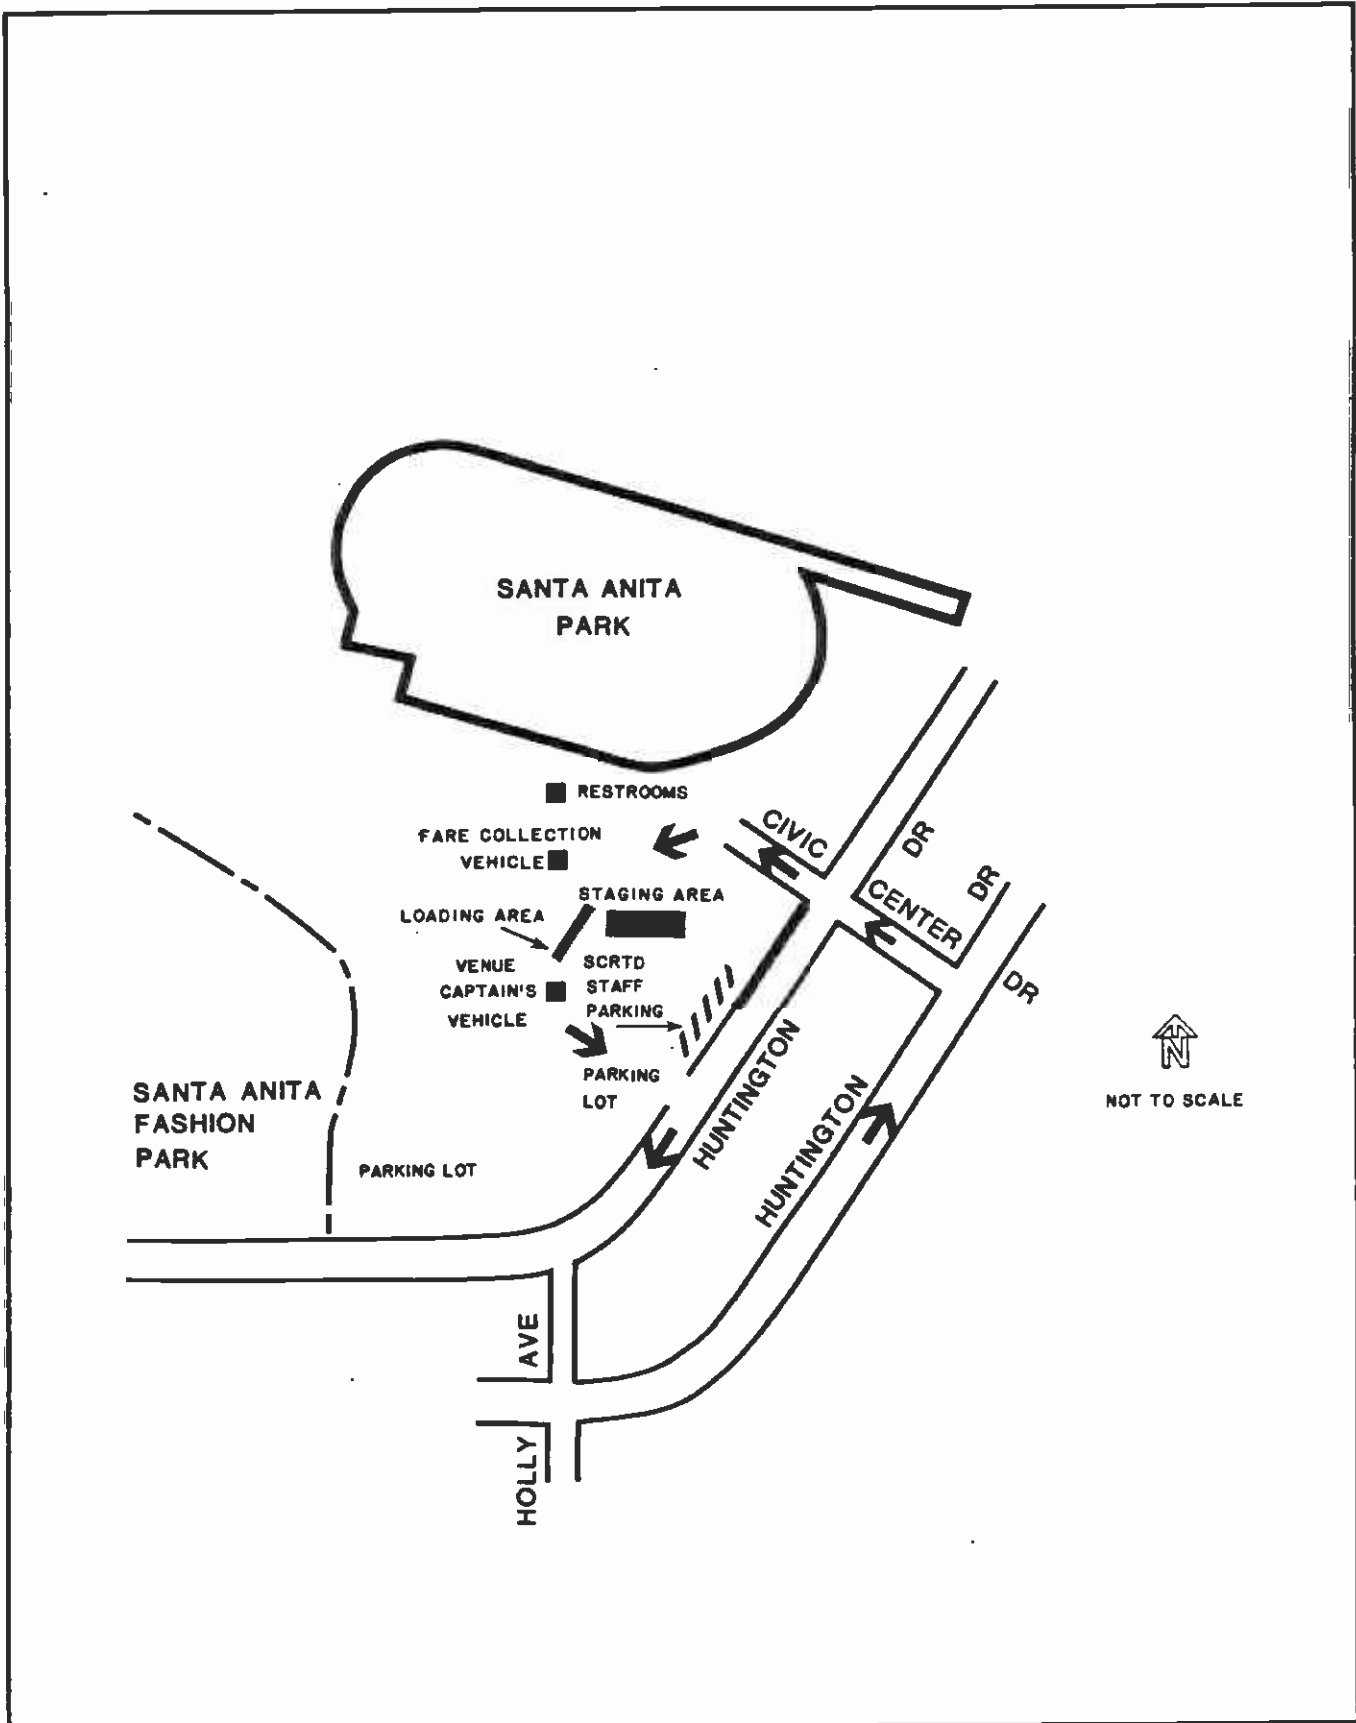 SANTA ANITA
PARK
RESTROOMS
FARE COLLECTION
VEHICLE
CIVIC
CENTER
DR
DR
DR
STAGING AREA
LOADING AREA
VENUE
CAPTAIN'S
VEHICLE
SCRTD
STAFF
PARKING
PARKING
LOT
HUNTINGTON
HUNTINGTON
N
NOT TO SCALE
SANTA ANITA
FASHION
PARK
PARKING LOT
HOLLY AVE